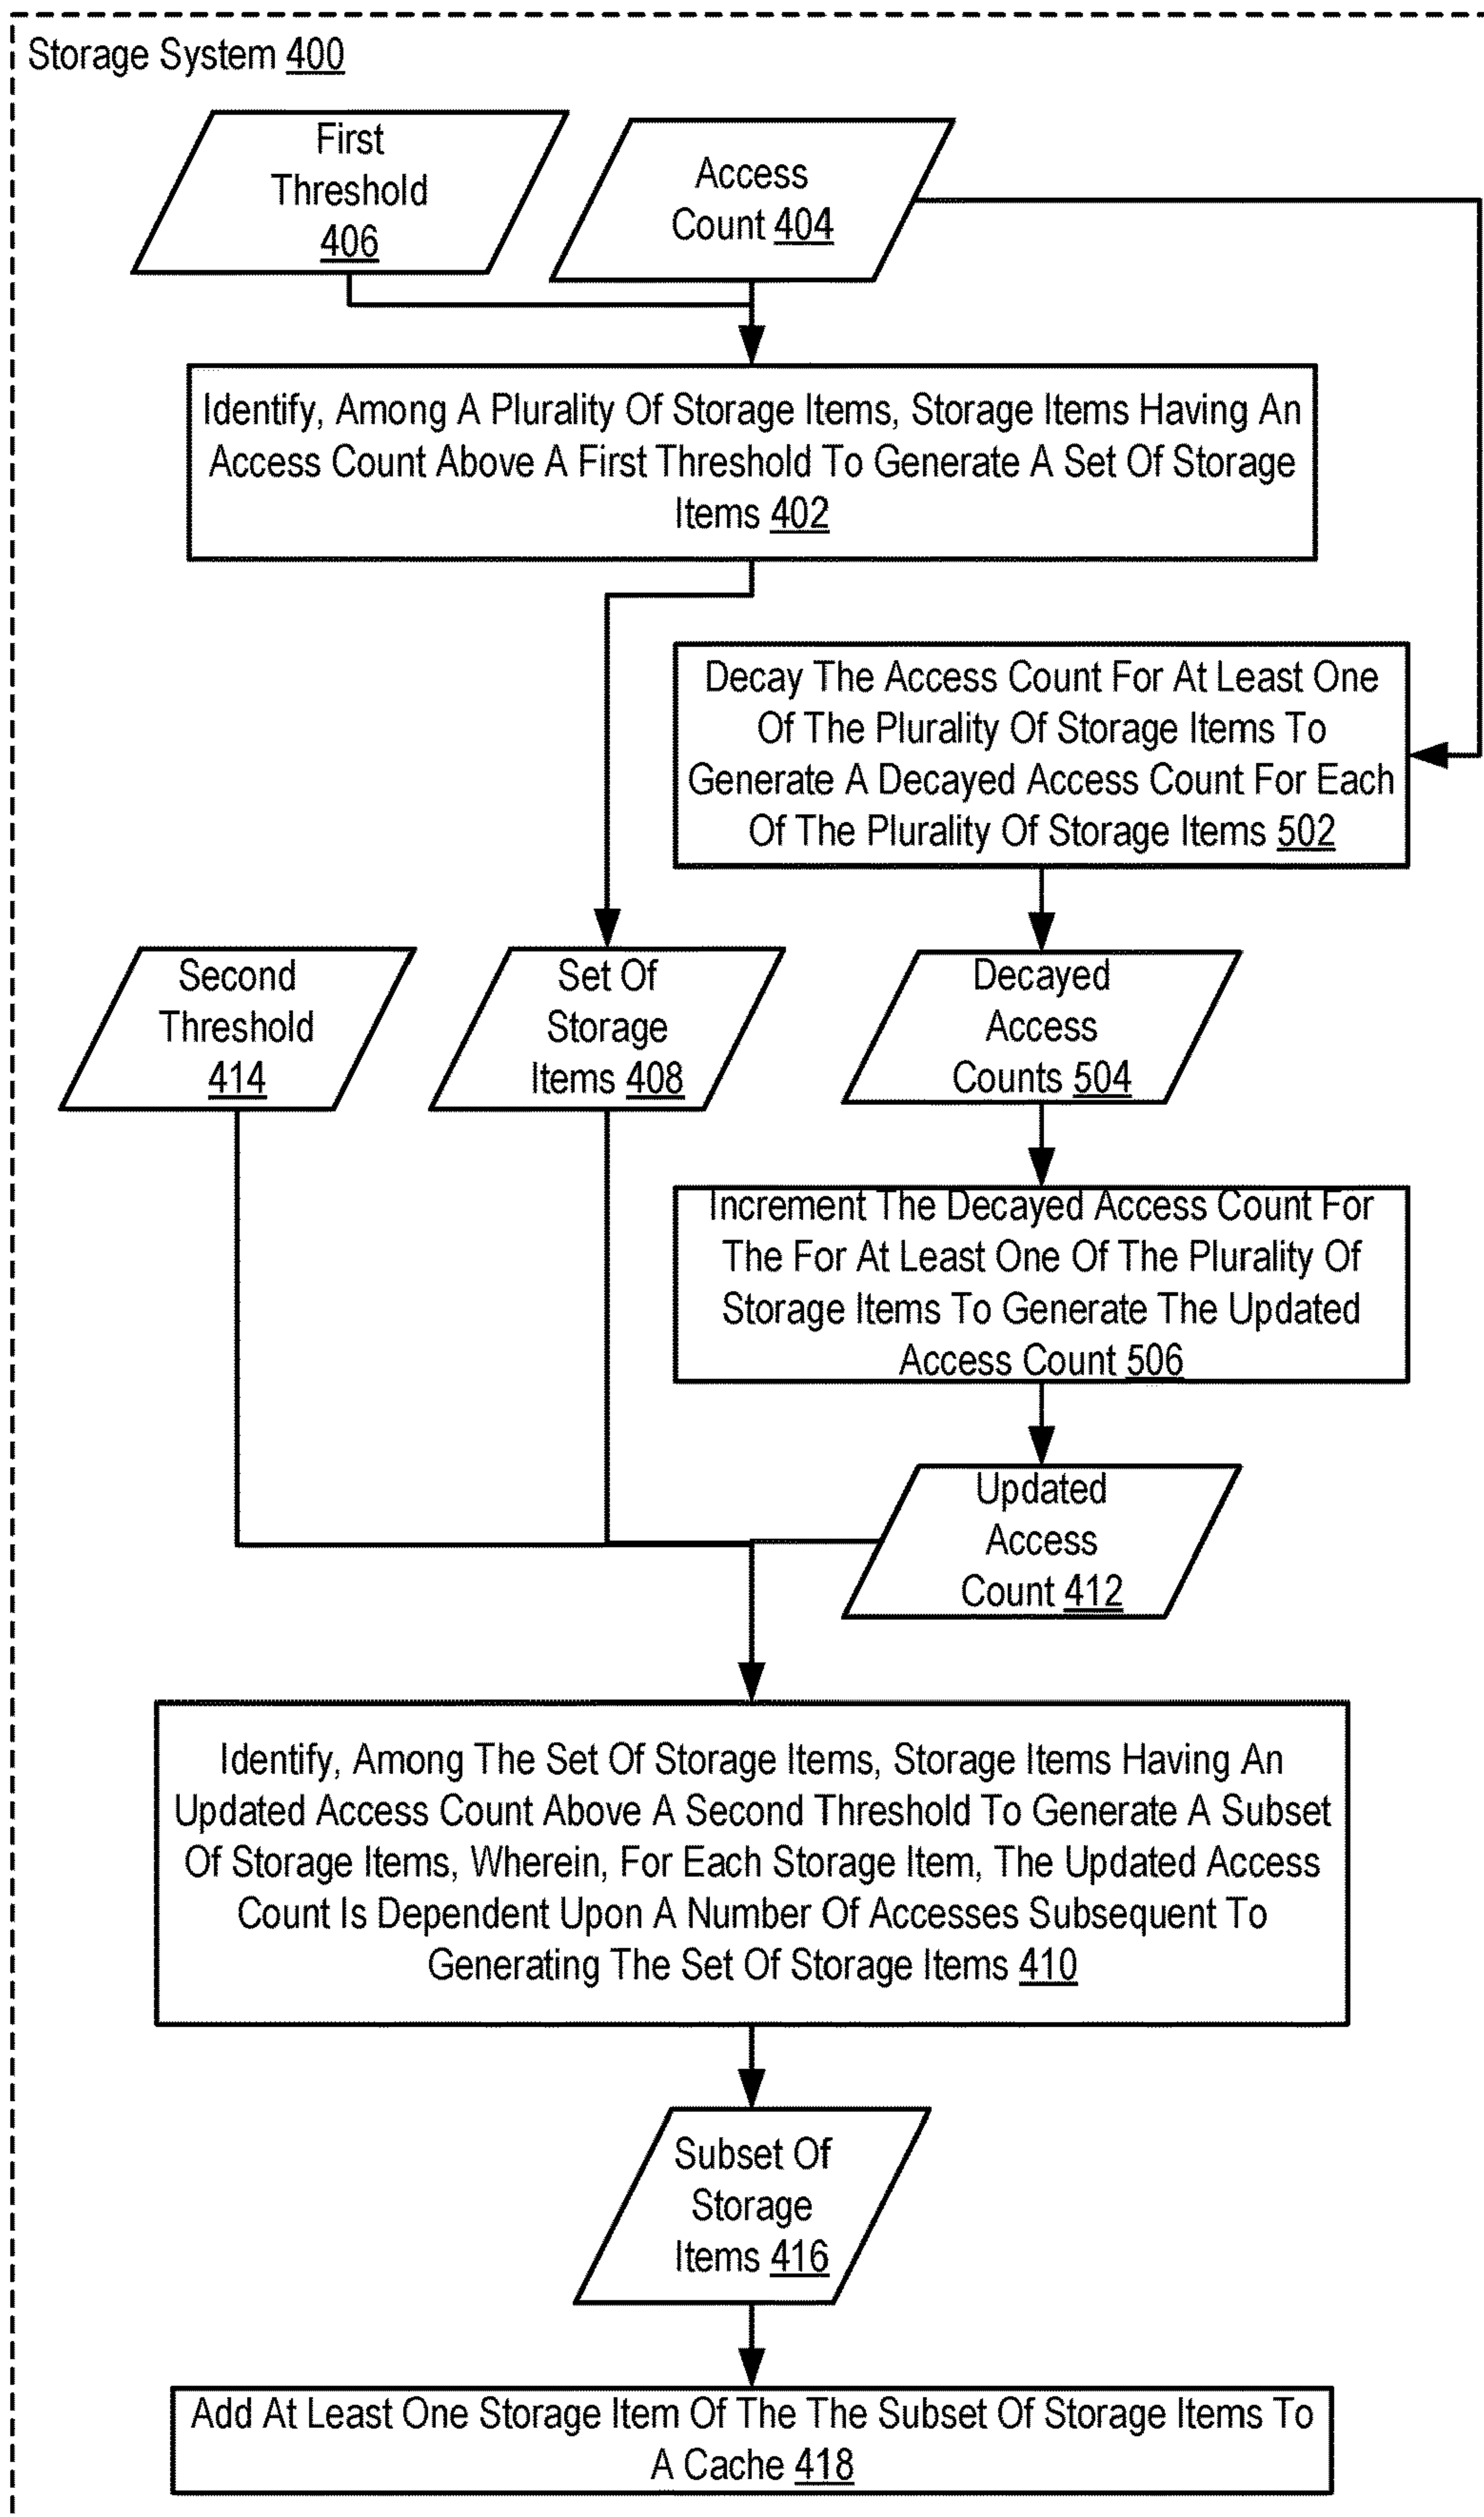 Storage System 400
First
Threshold
406
Access
Count 404
Identify, Among A Plurality Of Storage Items, Storage Items Having An
Access Count Above A First Threshold To Generate A Set Of Storage
Items 402
Decay The Access Count For At Least One
Of The Plurality Of Storage Items To
Generate A Decayed Access Count For Each
Of The Plurality Of Storage Items 502
Second
Threshold
414
Set Of
Storage
Items 408
Decayed
Access
Counts 504
Increment The Decayed Access Count For
The For At Least One Of The Plurality Of
Storage Items To Generate The Updated
Access Count 506
Updated
Access
Count 412
Identify, Among The Set Of Storage Items, Storage Items Having An
Updated Access Count Above A Second Threshold To Generate A Subset
Of Storage Items, Wherein, For Each Storage Item, The Updated Access
Count Is Dependent Upon A Number Of Accesses Subsequent To
Generating The Set Of Storage Items 410
Subset Of
Storage
Items 416
Add At Least One Storage Item Of The The Subset Of Storage Items To
A Cache 418